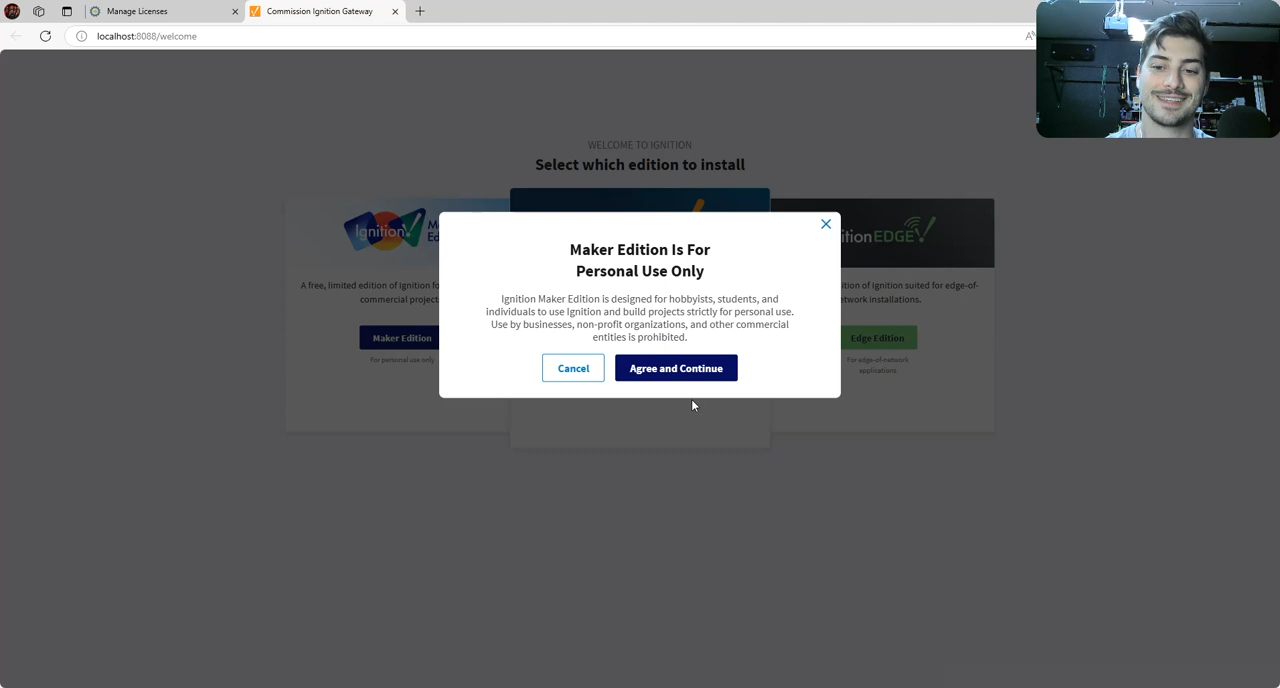 Manage Licenses
Commission Ignition Gateway
localhost:8088/welcome
WELCOME TO IGNITION
Select which edition to install
Ignition!
A free, limited edition of Ignition fo
commercial project
Maker Edition
For personal use only.
Maker Edition Is For
Personal Use Only
Ignition Maker Edition is designed for hobbyists, students, and
individuals to use Ignition and build projects strictly for personal use.
Use by businesses, non-profit organizations, and other commercial
entities is prohibited.
Cancel
Agree and Continue
ition EDGE
ition of Ignition suited for edge-of-
etwork installations.
Edge Edition
For edge-of-network
applications.